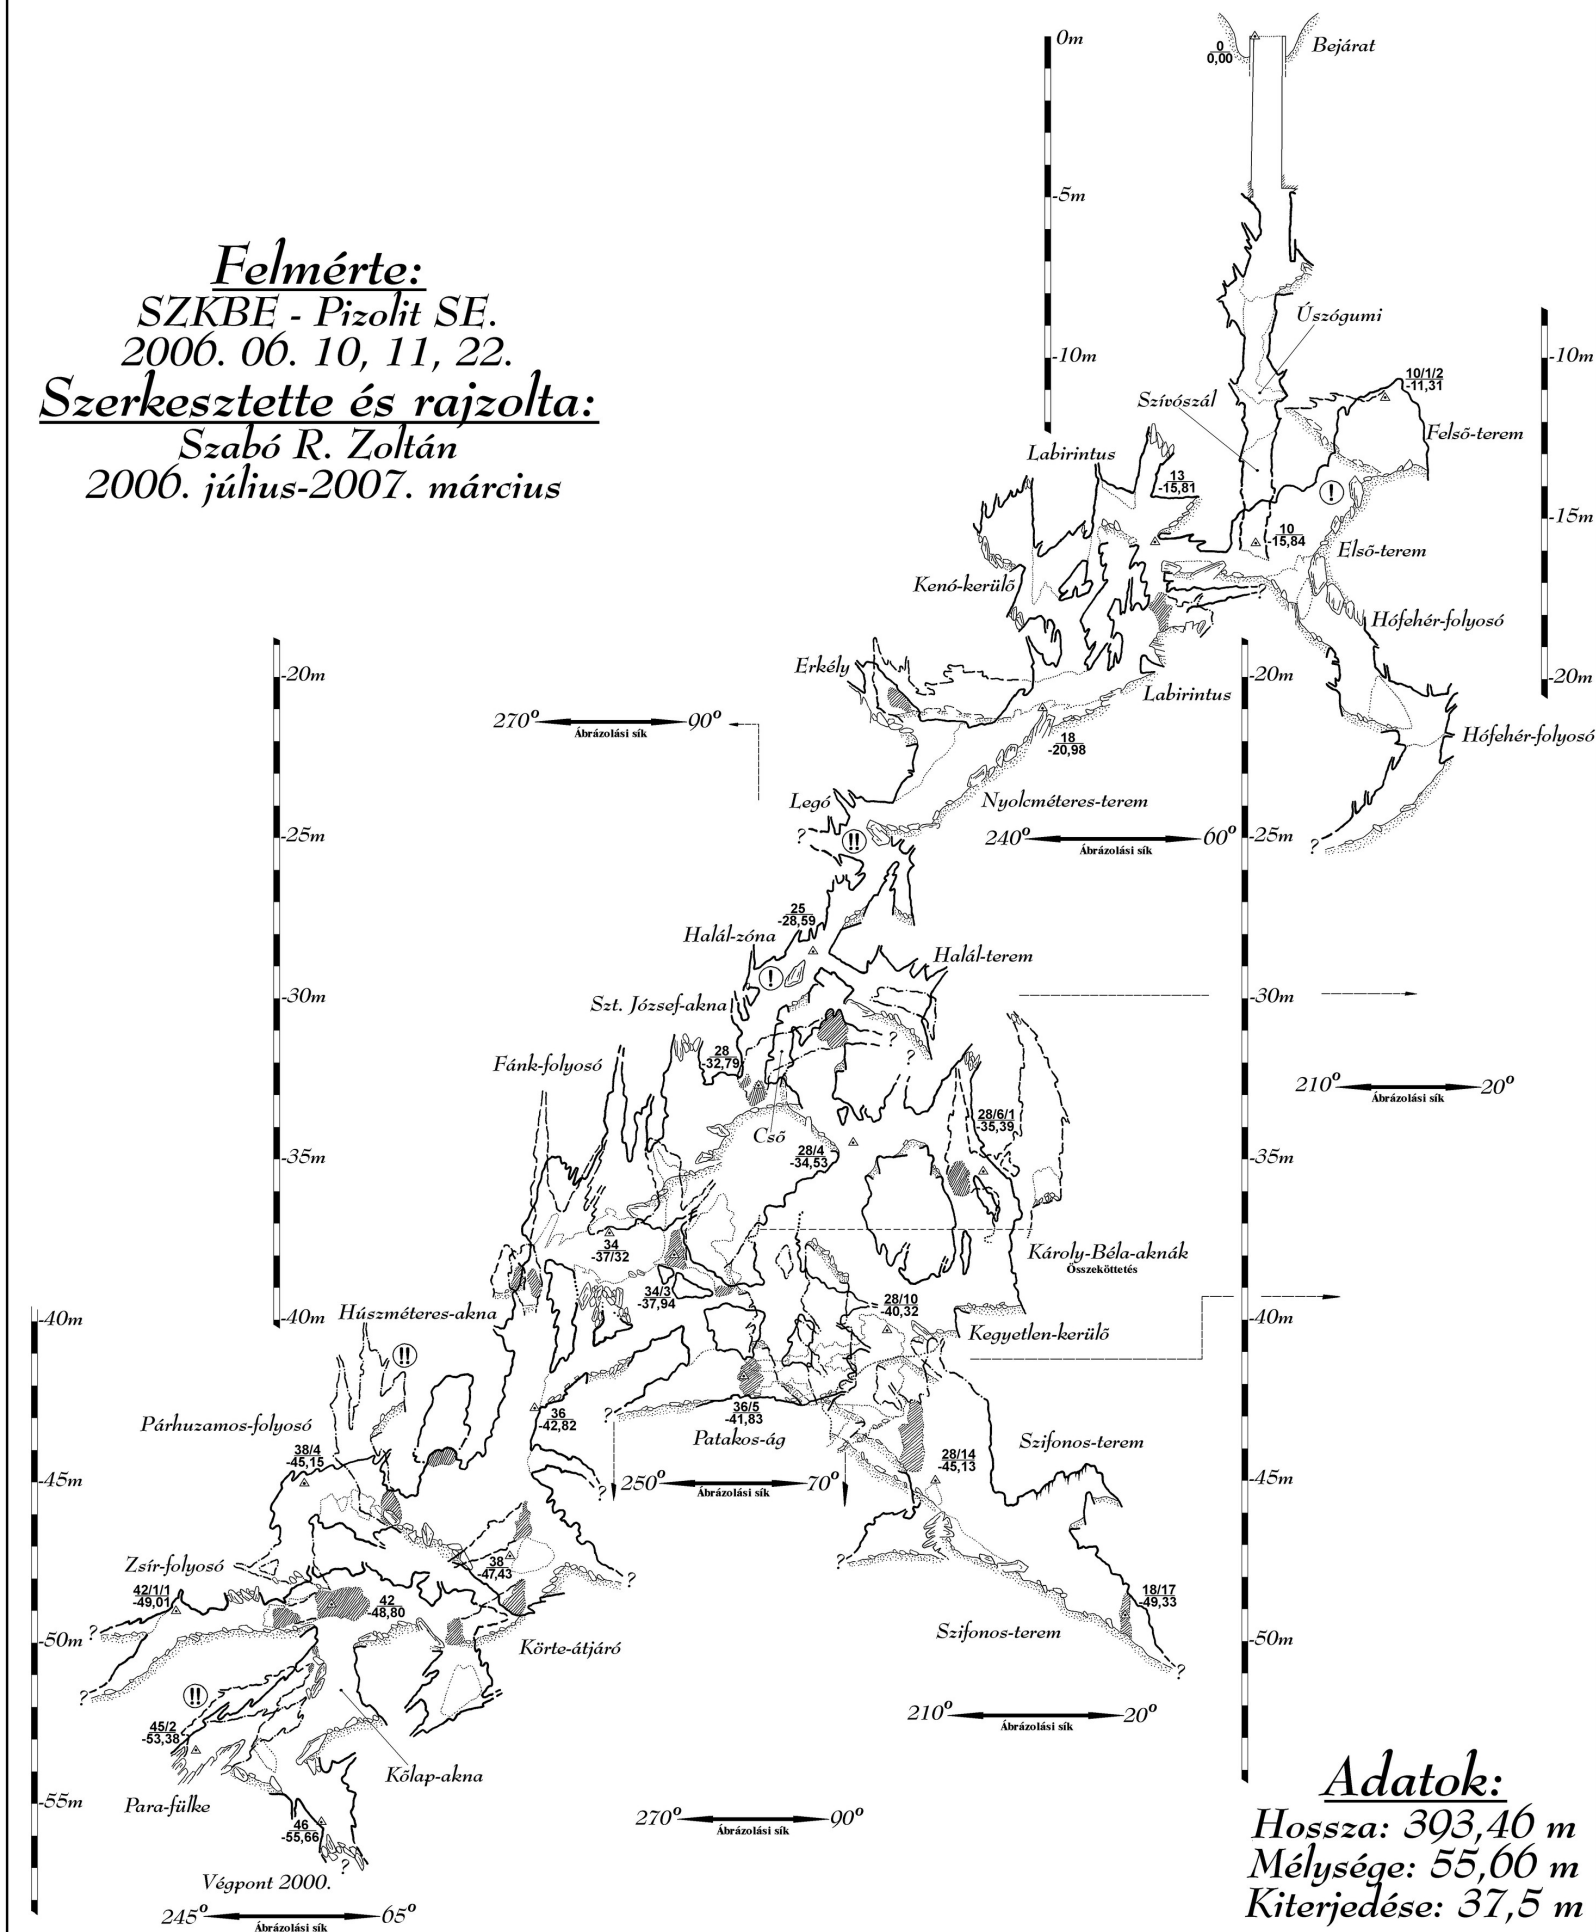 0m
0
0,00
Bejárat
-5m
Felmérte:
SZKBE - Pizolit SE.
2006. 06. 10, 11, 22.
Szerkesztette és rajzolta:
Szabó R. Zoltán
2006. július-2007. március
Úszógumi
-10m
-10m
10/1/2
-11,31
Szívószál
Felső-terem
Labirintus
13
-15,81
!
-15m
10
-15,84
Első-terem
Kenó-kerülő
?
Hófehér-folyosó
Erkély
-20m
-20m
-20m
Labirintus
270° 90°
Ábrázolási sík
18
-20,98
Hófehér-folyosó
Legó
Nyolcméteres-terem
-25m
?
!!
240° 60°
Ábrázolási sík
-25m
?
25
-28,59
Halál-zóna
Halál-terem
!
-30m
-30m
Szt. József-akna
?
28
-32,79
?
Fánk-folyosó
210° 20°
Ábrázolási sík
28/6/1
-35,39
Cső
28/4
-34,53
-35m
-35m
34
-37/32
Károly-Béla-aknák
Összeköttetés
34/3
-37,94
28/10
-40,32
Húszméteres-akna
-40m
-40m
-40m
Kegyetlen-kerülő
!!
36
-42,82
?
36/5
-41,83
Patakos-ág
Párhuzamos-folyosó
38/4
-45,15
Szifonos-terem
28/14
-45,13
-45m
-45m
?
250° 70°
Ábrázolási sík
Zsír-folyosó
38
-47,43
?
?
42/1/1
-49,01
42
-48,80
18/17
-49,33
?
-50m
Körte-átjáró
Szifonos-terem
-50m
?
?
!!
45/2
-53,38
210° 20°
Ábrázolási sík
Kőlap-akna
-55m
Para-fülke
46
-55,66
?
270° 90°
Ábrázolási sík
Végpont 2000.
245° 65°
Ábrázolási sík
Adatok:
Hossza: 393,46 m
Mélysége: 55,66 m
Kiterjedése: 37,5 m